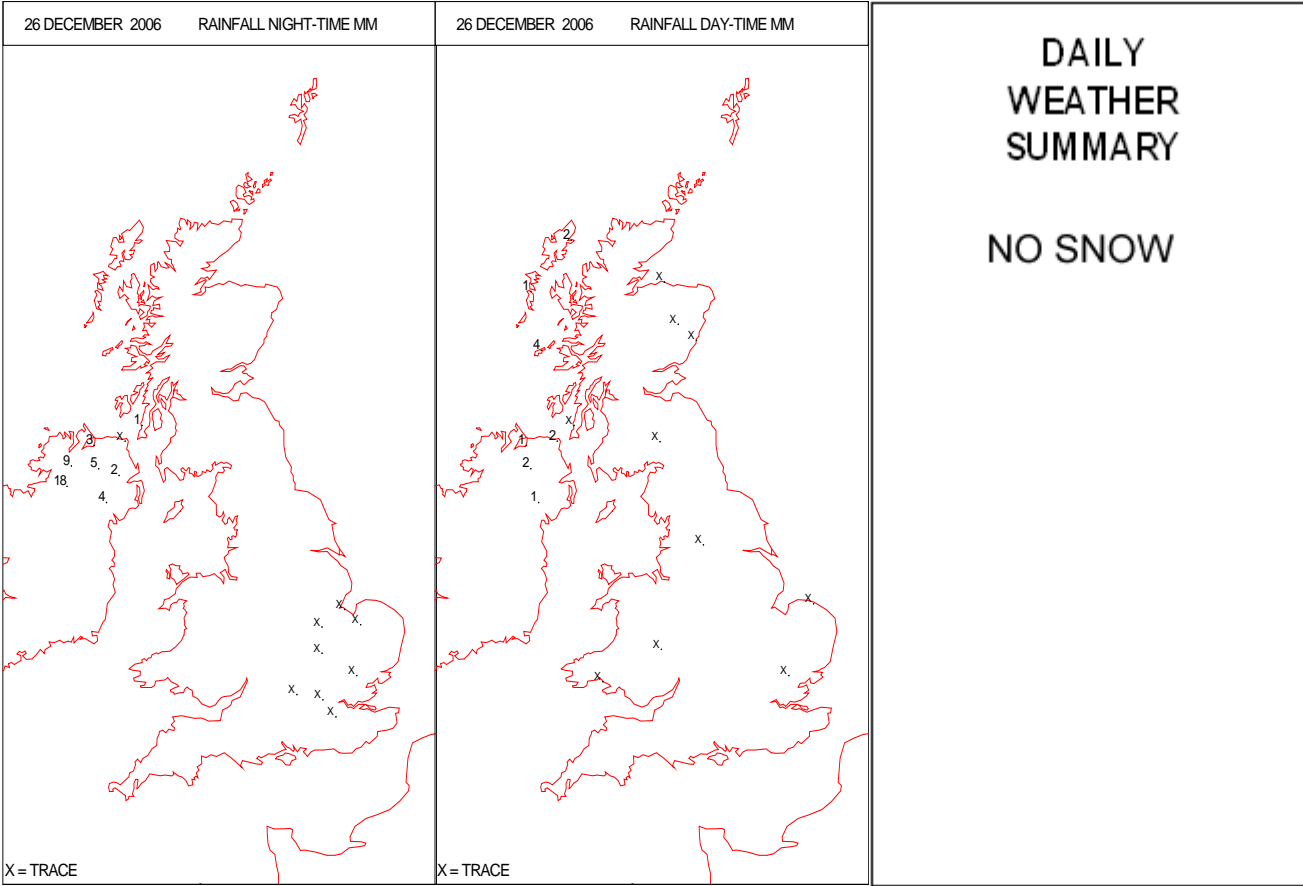 26 DECEMBER 2006 RAINFALL NIGHT-TIME MM
1.
3.
X.
9.
5.
2.
18.
4.
X.
X.
X.
X.
X.
X.
X.
X.
X = TRACE
26 DECEMBER 2006 RAINFALL DAY-TIME MM
2.
X.
1.
X.
X.
4.
X.
2.
1.
X.
2.
1.
X.
X.
X.
X.
X.
X = TRACE
DAILY
WEATHER
SUMMARY
NO SNOW